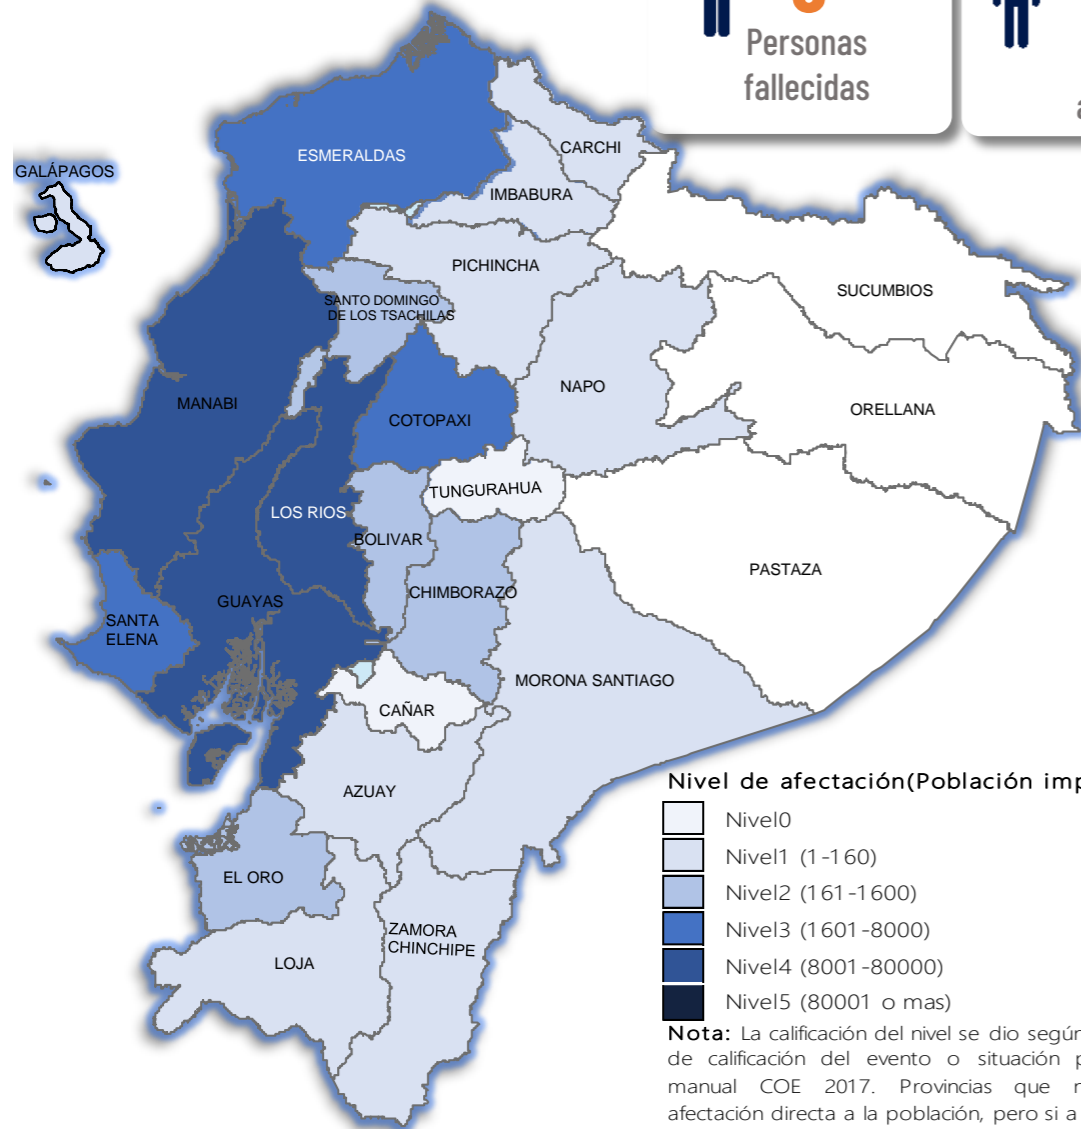 Personas
fallecidas
GALÁPAGOS
ESMERALDAS
CARCHI
IMBABURA
PICHINCHA
SUCUMBIOS
SANTO DOMINGO
DE LOS TSACHILAS
NAPO
MANABI
ORELLANA
COTOPAXI
TUNGURAHUA
LOS RIOS
BOLIVAR
PASTAZA
CHIMBORAZO
GUAYAS
SANTA
ELENA
MORONA SANTIAGO
CAÑAR
AZUAY
EL ORO
ZAMORA
CHINCHIPE
LOJA
Nivel de afectación(Población imp
Nivel0
Nivel1 (1-160)
Nivel2 (161-1600)
Nivel3 (1601-8000)
Nivel4 (8001-80000)
Nivel5 (80001 o mas)
Nota: La calificación del nivel se dio según
de calificación del evento o situación p
manual COE 2017. Provincias que n
afectación directa a la población, pero si a